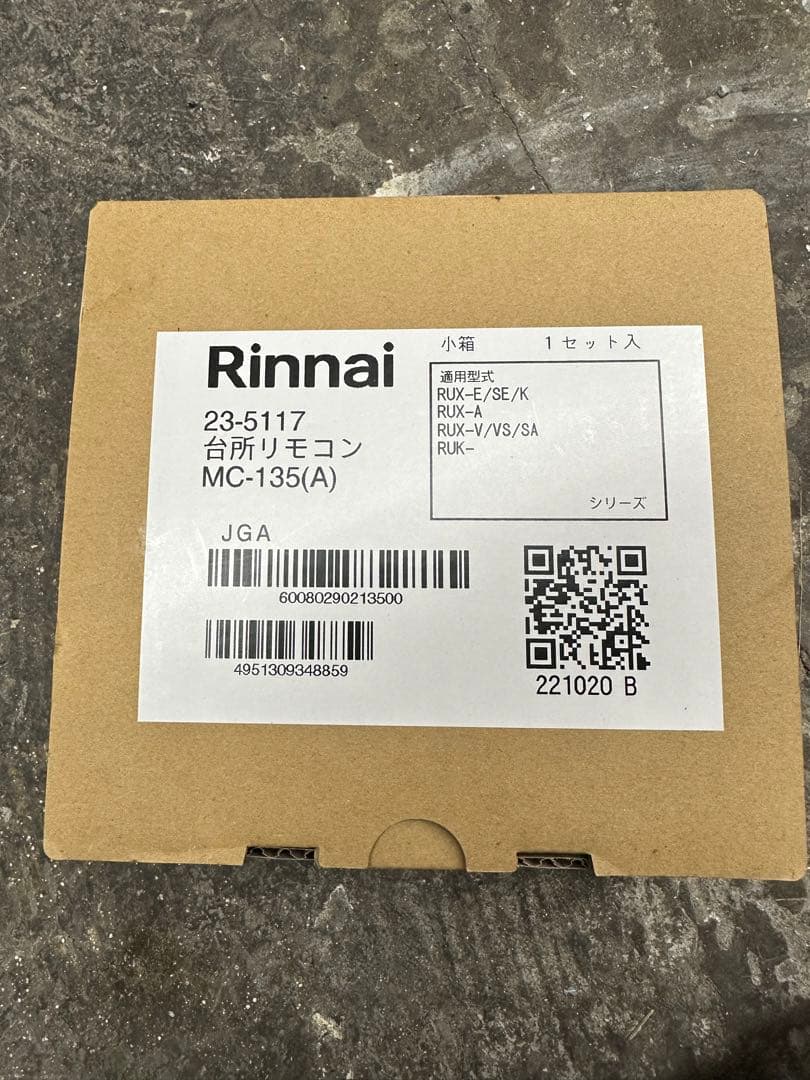 Rinnai
23-5117
台所リモコン
MC-135(A)
小箱 1セット入
適用型式
RUX-E/SE/K
RUX-A
RUX-V/VS/SA
RUK-
シリーズ
JGA
60080290213500
4951309348859
221020 B